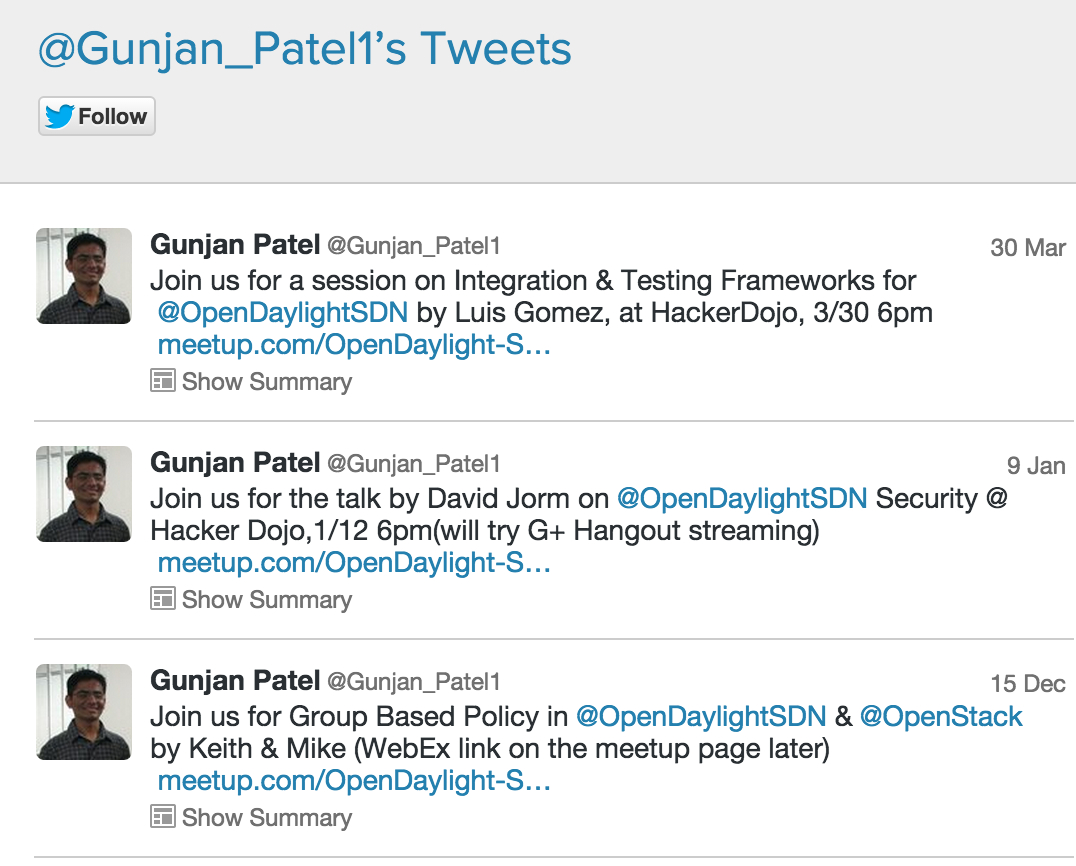 @Gunjan_Patel1’s Tweets
Follow
Gunjan Patel @Gunjan_Patel1 30 Mar
Join us for a session on Integration & Testing Frameworks for
@OpenDaylightSDN by Luis Gomez, at HackerDojo, 3/30 6pm
meetup.com/OpenDaylight-S…
Show Summary
Gunjan Patel @Gunjan_Patel1 9 Jan
Join us for the talk by David Jorm on @OpenDaylightSDN Security @
Hacker Dojo,1/12 6pm(will try G+ Hangout streaming)
meetup.com/OpenDaylight-S…
Show Summary
Gunjan Patel @Gunjan_Patel1 15 Dec
Join us for Group Based Policy in @OpenDaylightSDN & @OpenStack
by Keith & Mike (WebEx link on the meetup page later)
meetup.com/OpenDaylight-S…
Show Summary